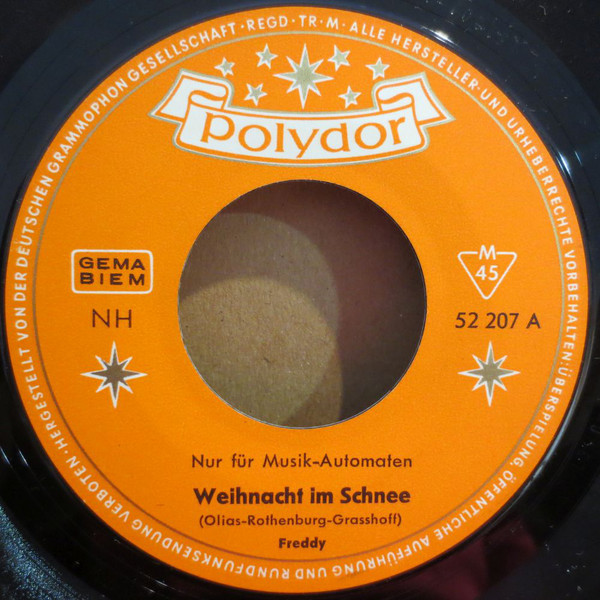 HERGESTELLT VON DER DEUTSCHEN GRAMMOPHON GESELLSCHAFT · REGD · TR · M · ALLE HERSTELLER- UND URHEBERRECHTE VORBEHALTEN: ÜBERSPIELUNG, ÖFFENTLICHE AUFFÜHRUNG UND RUNDFUNKSENDUNG VERBOTEN ·
Polydor
GEMA
BIEM
NH
M
45
52 207 A
Nur für Musik-Automaten
Weihnacht im Schnee
(Olias-Rothenburg-Grasshoff)
Freddy